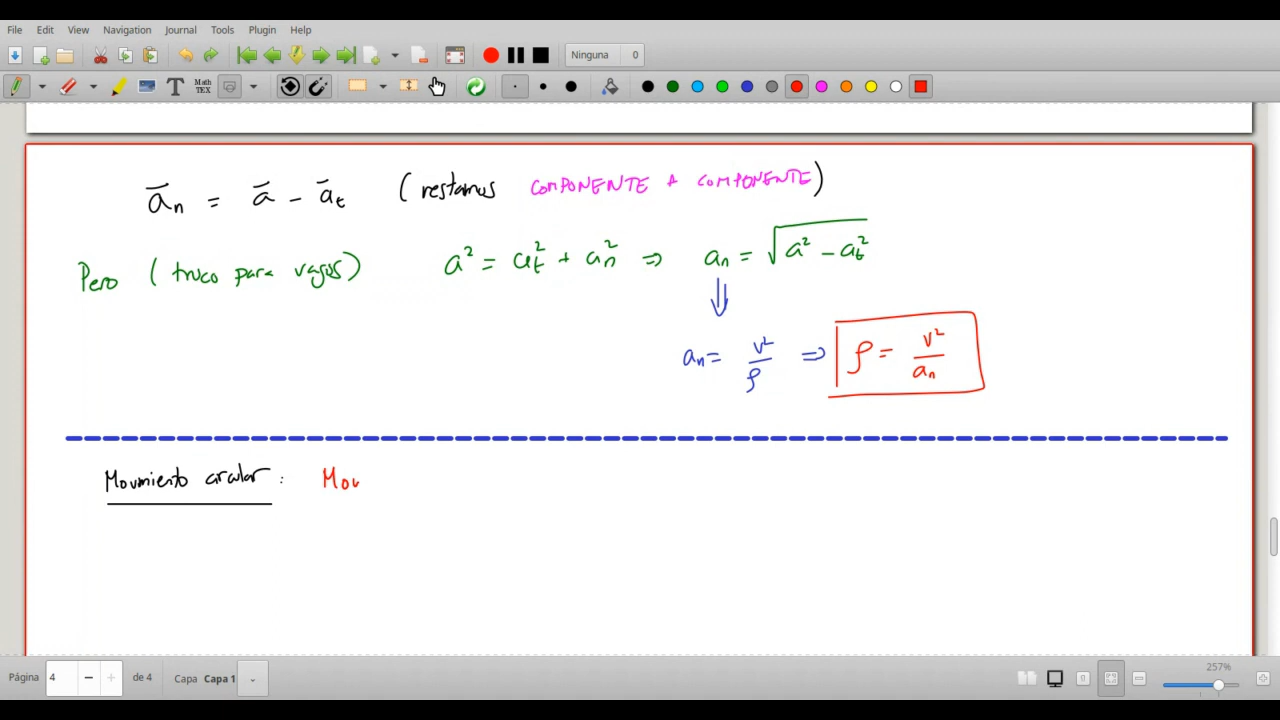 File Edit View Navigation Journal Tools Plugin Help
Ninguna 0
T Math TEX
a̅n = a̅ - a̅t (restamos COMPONENTE A COMPONENTE)
Pero (truco para vagos) a² = at² + an² ⇒ an = √(a² - at²)
⇓
an = v²/ρ ⇒ ρ = v²/an
Movimiento circular: Mov
Página 4 de 4 Capa Capa 1 257%